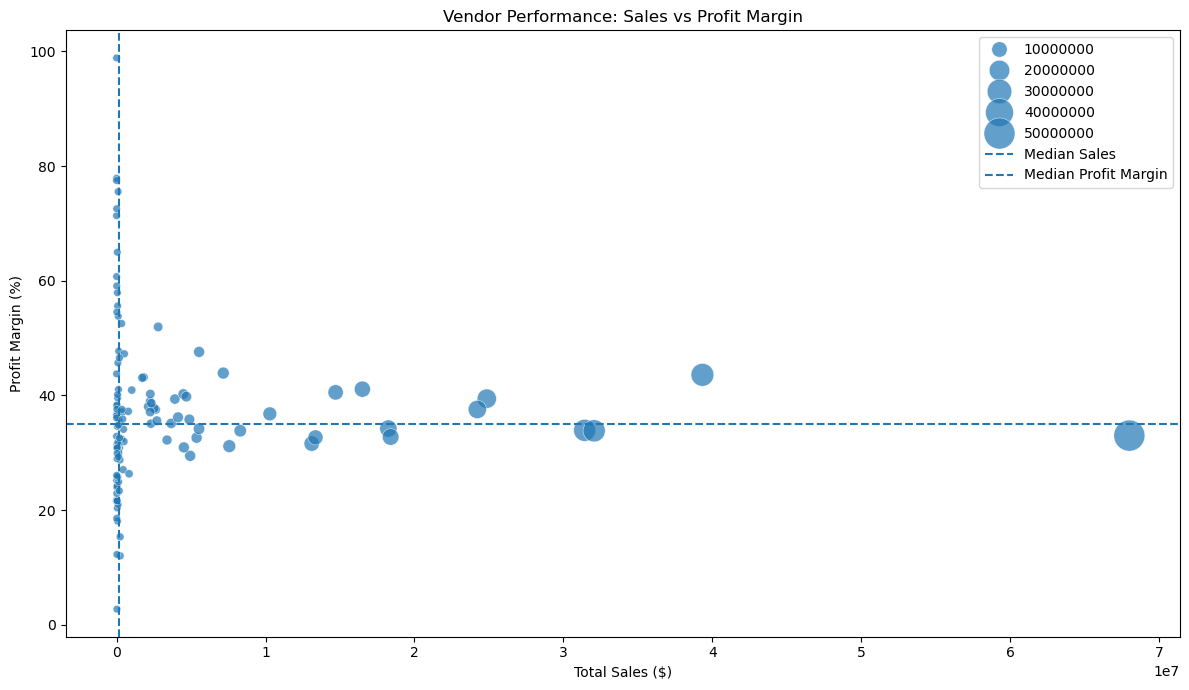 Vendor Performance: Sales vs Profit Margin
10000000
20000000
30000000
40000000
50000000
Median Sales
Median Profit Margin
Profit Margin (%)
100
80
60
40
20
0
0 1 2 3 4 5 6 7
1e7
Total Sales ($)